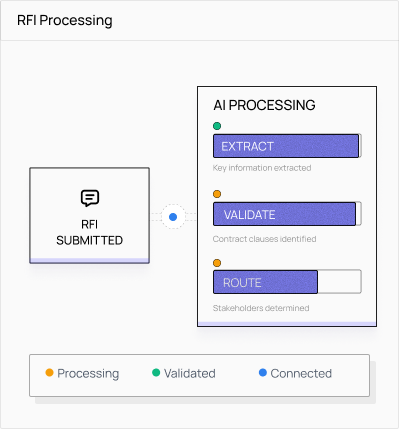 RFI Processing
RFI
SUBMITTED
AI PROCESSING
EXTRACT
Key information extracted
VALIDATE
Contract clauses identified
ROUTE
Stakeholders determined
Processing
Validated
Connected